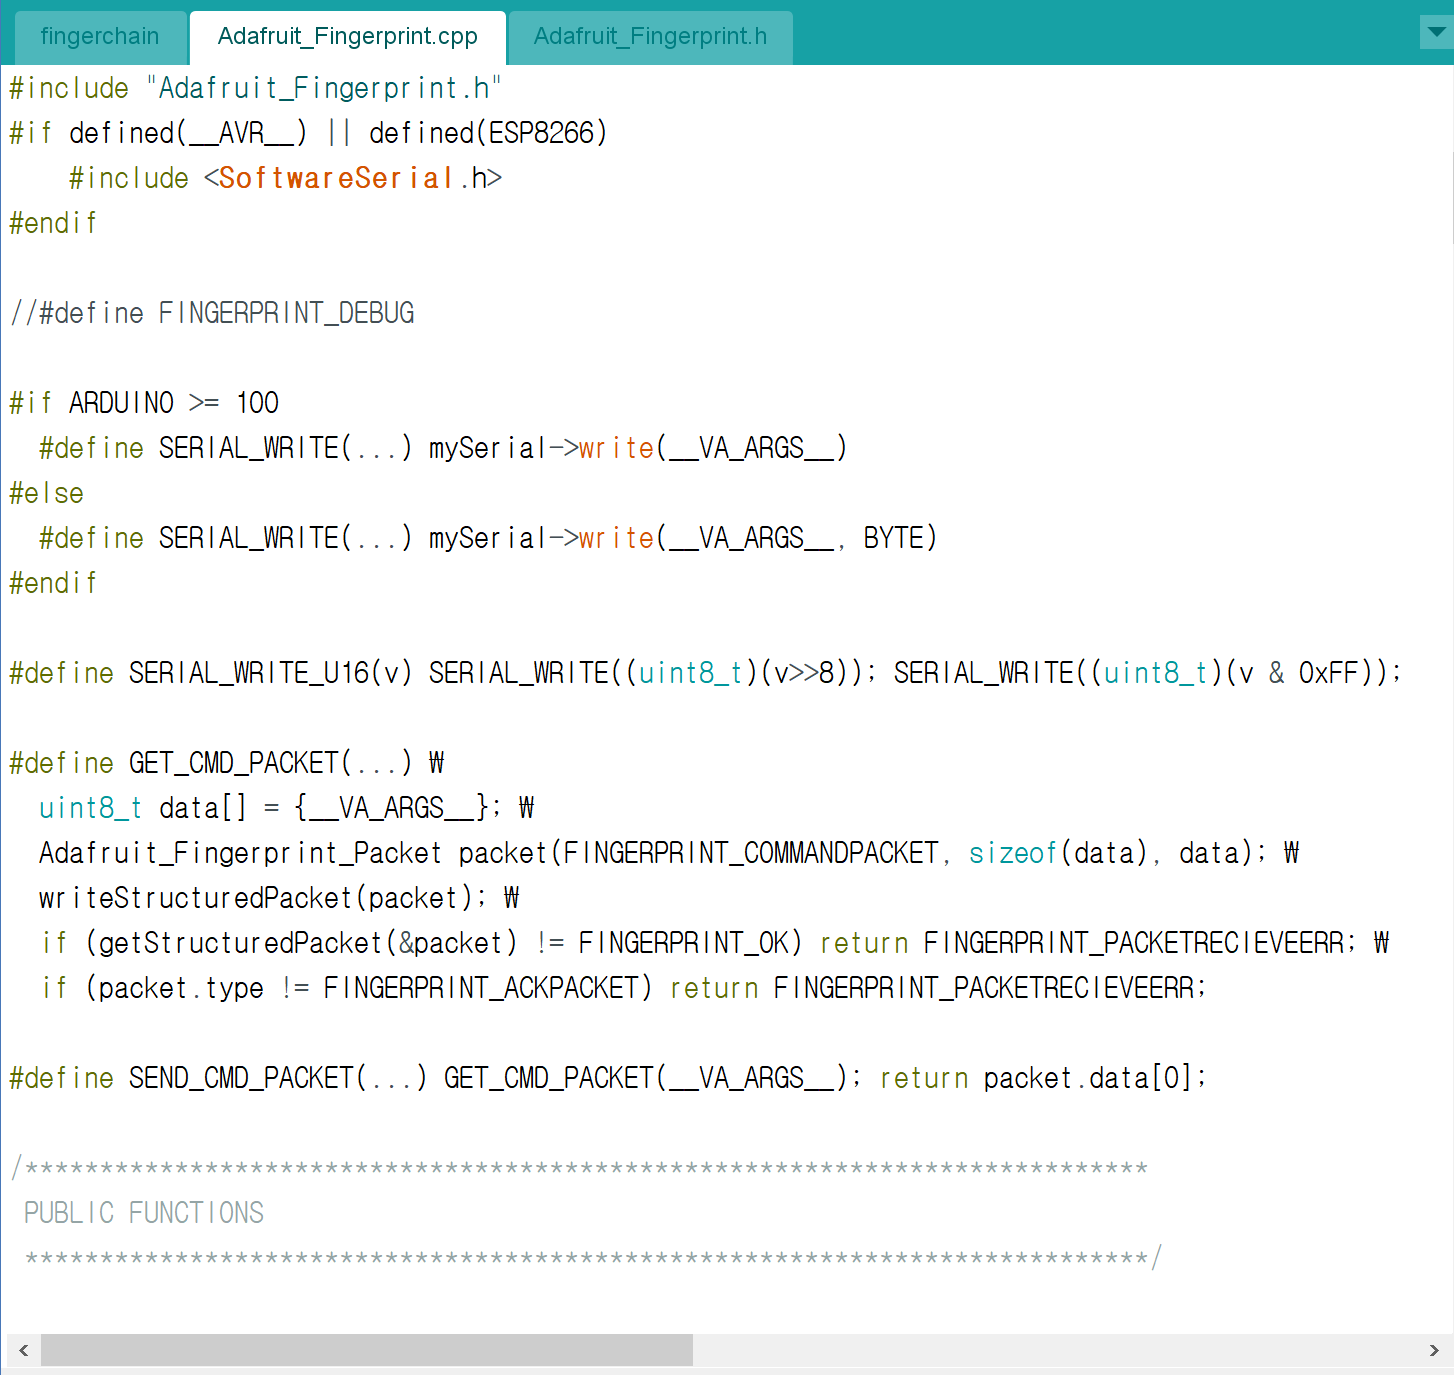 fingerchain Adafruit_Fingerprint.cpp Adafruit_Fingerprint.h
#include "Adafruit_Fingerprint.h"
#if defined(__AVR__) || defined(ESP8266)
    #include <SoftwareSerial.h>
#endif
//#define FINGERPRINT_DEBUG
#if ARDUINO >= 100
  #define SERIAL_WRITE(...) mySerial->write(__VA_ARGS__)
#else
  #define SERIAL_WRITE(...) mySerial->write(__VA_ARGS__, BYTE)
#endif
#define SERIAL_WRITE_U16(v) SERIAL_WRITE((uint8_t)(v>>8)); SERIAL_WRITE((uint8_t)(v & 0xFF));
#define GET_CMD_PACKET(...) ₩
  uint8_t data[] = {__VA_ARGS__}; ₩
  Adafruit_Fingerprint_Packet packet(FINGERPRINT_COMMANDPACKET, sizeof(data), data); ₩
  writeStructuredPacket(packet); ₩
  if (getStructuredPacket(&packet) != FINGERPRINT_OK) return FINGERPRINT_PACKETRECIEVEERR; ₩
  if (packet.type != FINGERPRINT_ACKPACKET) return FINGERPRINT_PACKETRECIEVEERR;
#define SEND_CMD_PACKET(...) GET_CMD_PACKET(__VA_ARGS__); return packet.data[0];
/***************************************************************************
 PUBLIC FUNCTIONS
 ***************************************************************************/